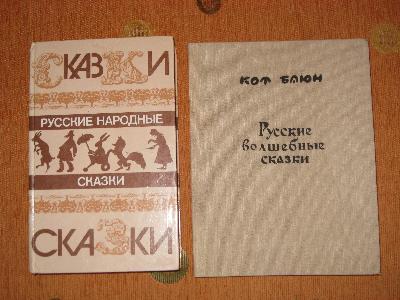 СКАЗКИ
РУССКИЕ НАРОДНЫЕ
СКАЗКИ
СКАЗКИ
КОТ БАЮН
Русские
волшебные
сказки